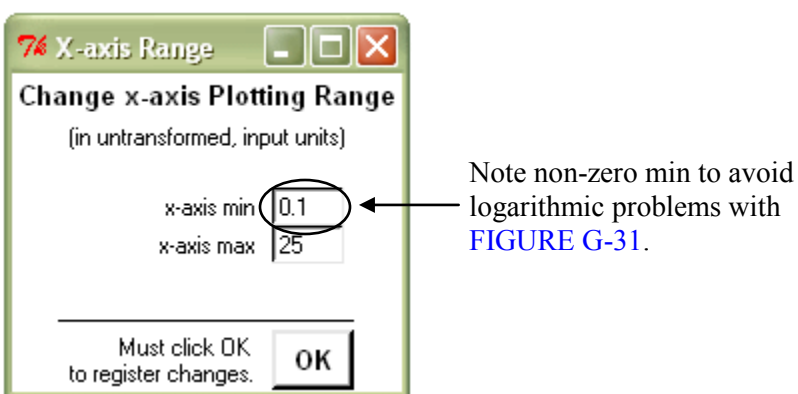 X-axis Range
Change x-axis Plotting Range
(in untransformed, input units)
x-axis min 0.1
x-axis max 25
Note non-zero min to avoid
logarithmic problems with
FIGURE G-31.
Must click OK
to register changes.
OK